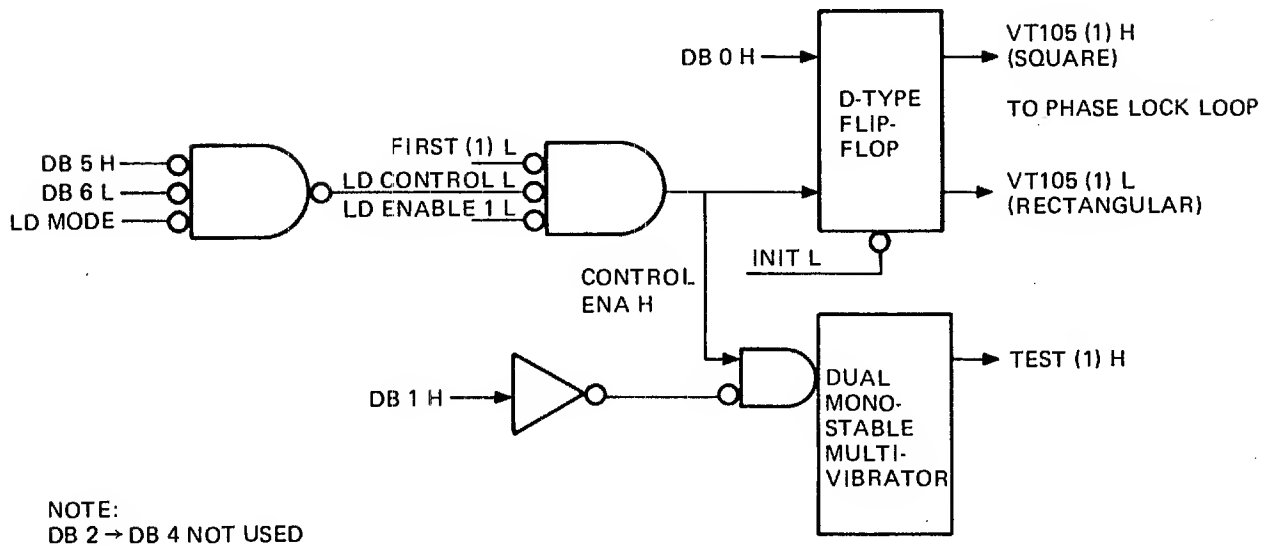 DB 0 H
D-TYPE
FLIP-
FLOP
VT105 (1) H
(SQUARE)
TO PHASE LOCK LOOP
VT105 (1) L
(RECTANGULAR)
DB 5 H
DB 6 L
LD MODE
FIRST (1) L
LD CONTROL L
LD ENABLE 1 L
INIT L
CONTROL
ENA H
DB 1 H
DUAL
MONO-
STABLE
MULTI-
VIBRATOR
TEST (1) H
NOTE:
DB 2 → DB 4 NOT USED